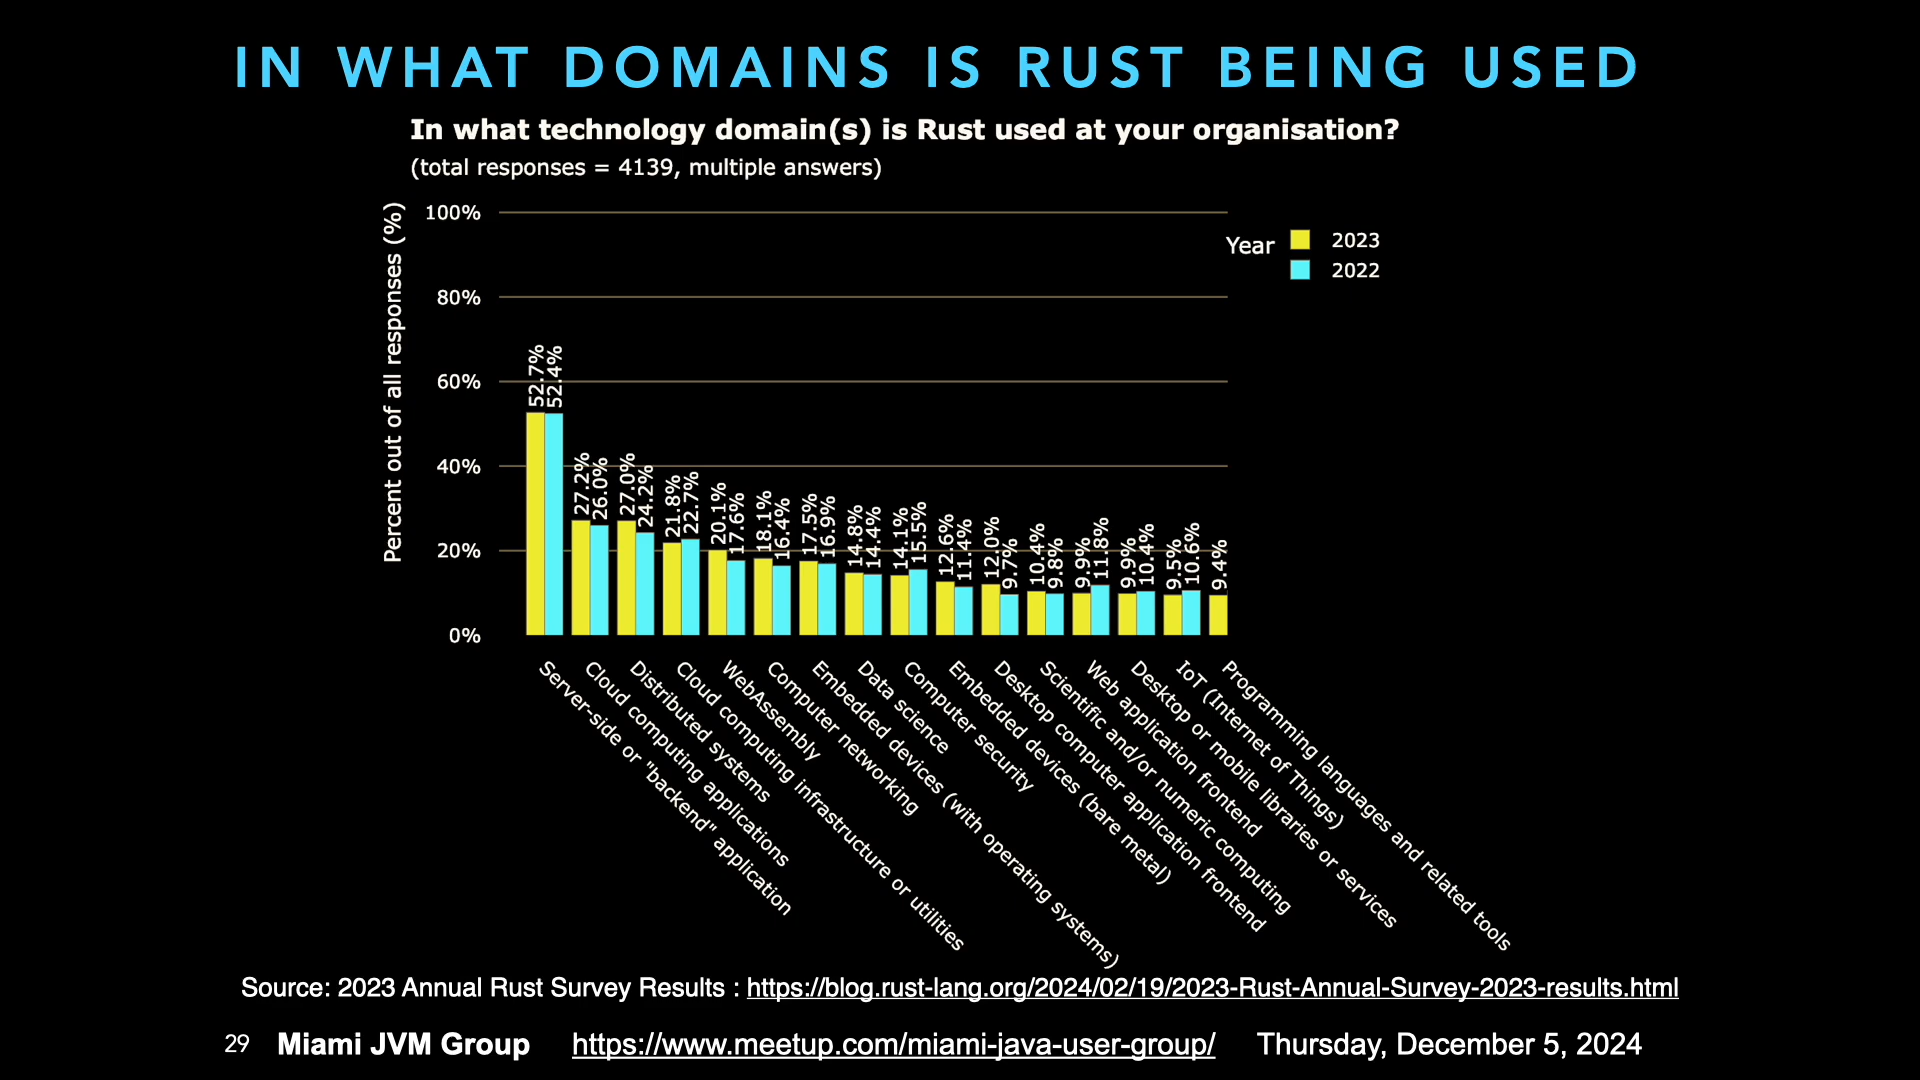 IN WHAT DOMAINS IS RUST BEING USED
In what technology domain(s) is Rust used at your organisation?
(total responses = 4139, multiple answers)
Percent out of all responses (%)
100%
80%
60%
40%
20%
0%
Year
2023
2022
52.7%
52.4%
27.2%
26.0%
27.0%
24.2%
21.8%
22.7%
20.1%
17.6%
18.1%
16.4%
17.5%
16.9%
14.8%
14.4%
14.1%
15.5%
12.6%
11.4%
12.0%
9.7%
10.4%
9.8%
9.9%
11.8%
9.9%
10.4%
9.5%
10.6%
9.4%
Server-side or "backend" application
Cloud computing applications
Distributed systems
Cloud computing infrastructure or utilities
WebAssembly
Computer networking
Embedded devices (with operating systems)
Data science
Computer security
Embedded devices (bare metal)
Desktop computer application frontend
Scientific and/or numeric computing
Web application frontend
Desktop or mobile libraries or services
IoT (Internet of Things)
Programming languages and related tools
Source: 2023 Annual Rust Survey Results : https://blog.rust-lang.org/2024/02/19/2023-Rust-Annual-Survey-2023-results.html
29 Miami JVM Group https://www.meetup.com/miami-java-user-group/ Thursday, December 5, 2024